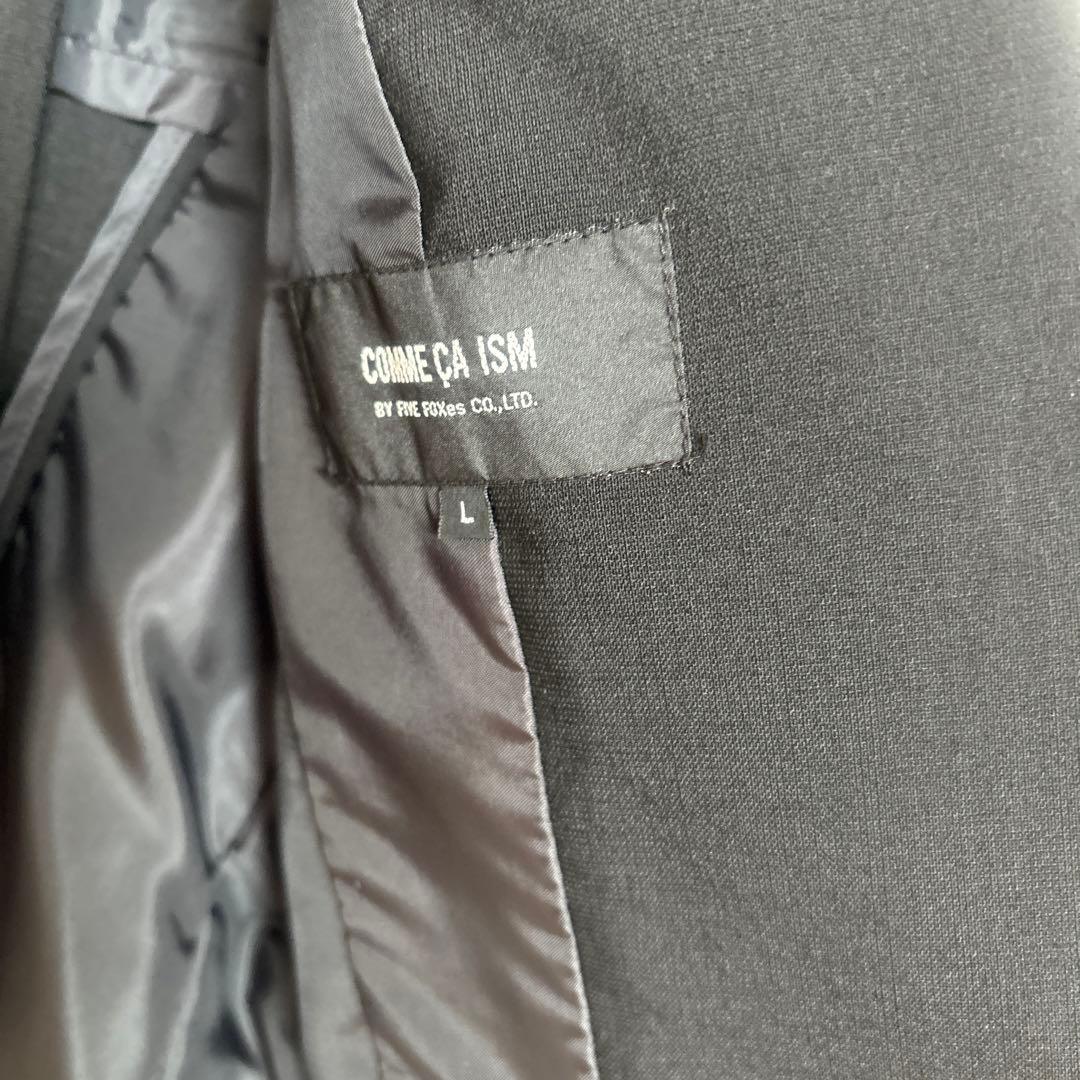 COMME ÇA ISM
BY FIVE FOXes CO.,LTD.
L